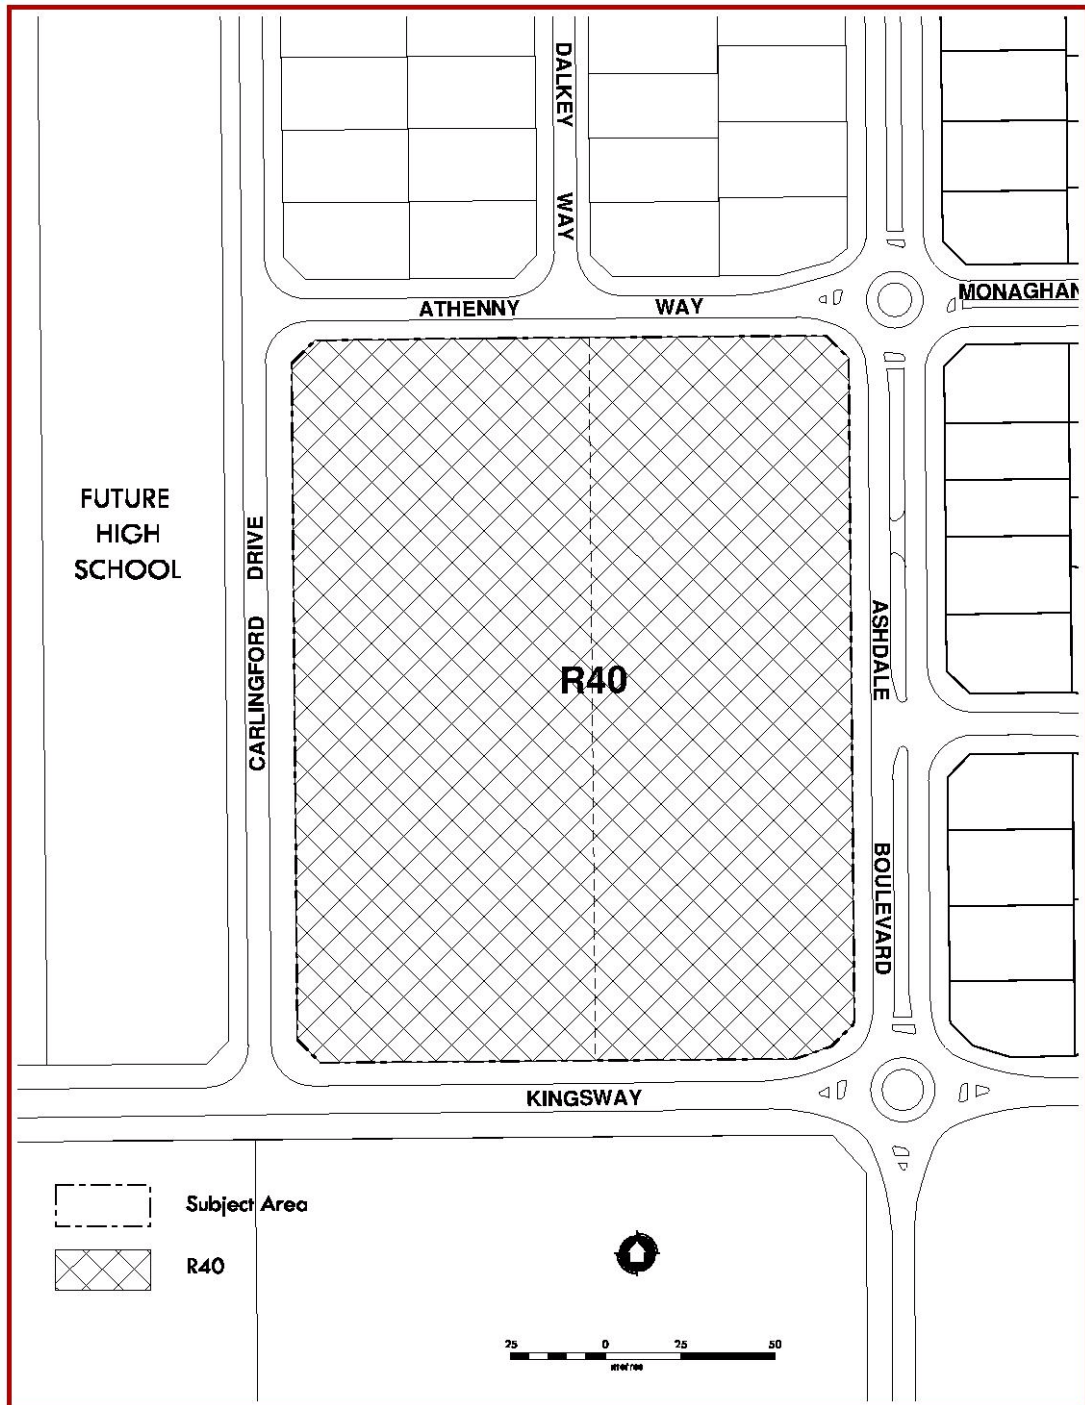 DALKEY WAY
ATHENNY WAY
MONAGHAN
FUTURE
HIGH
SCHOOL
CARLINGFORD DRIVE
R40
ASHDALE BOULEVARD
KINGSWAY
Subject Area
R40
25 0 25 50
metres